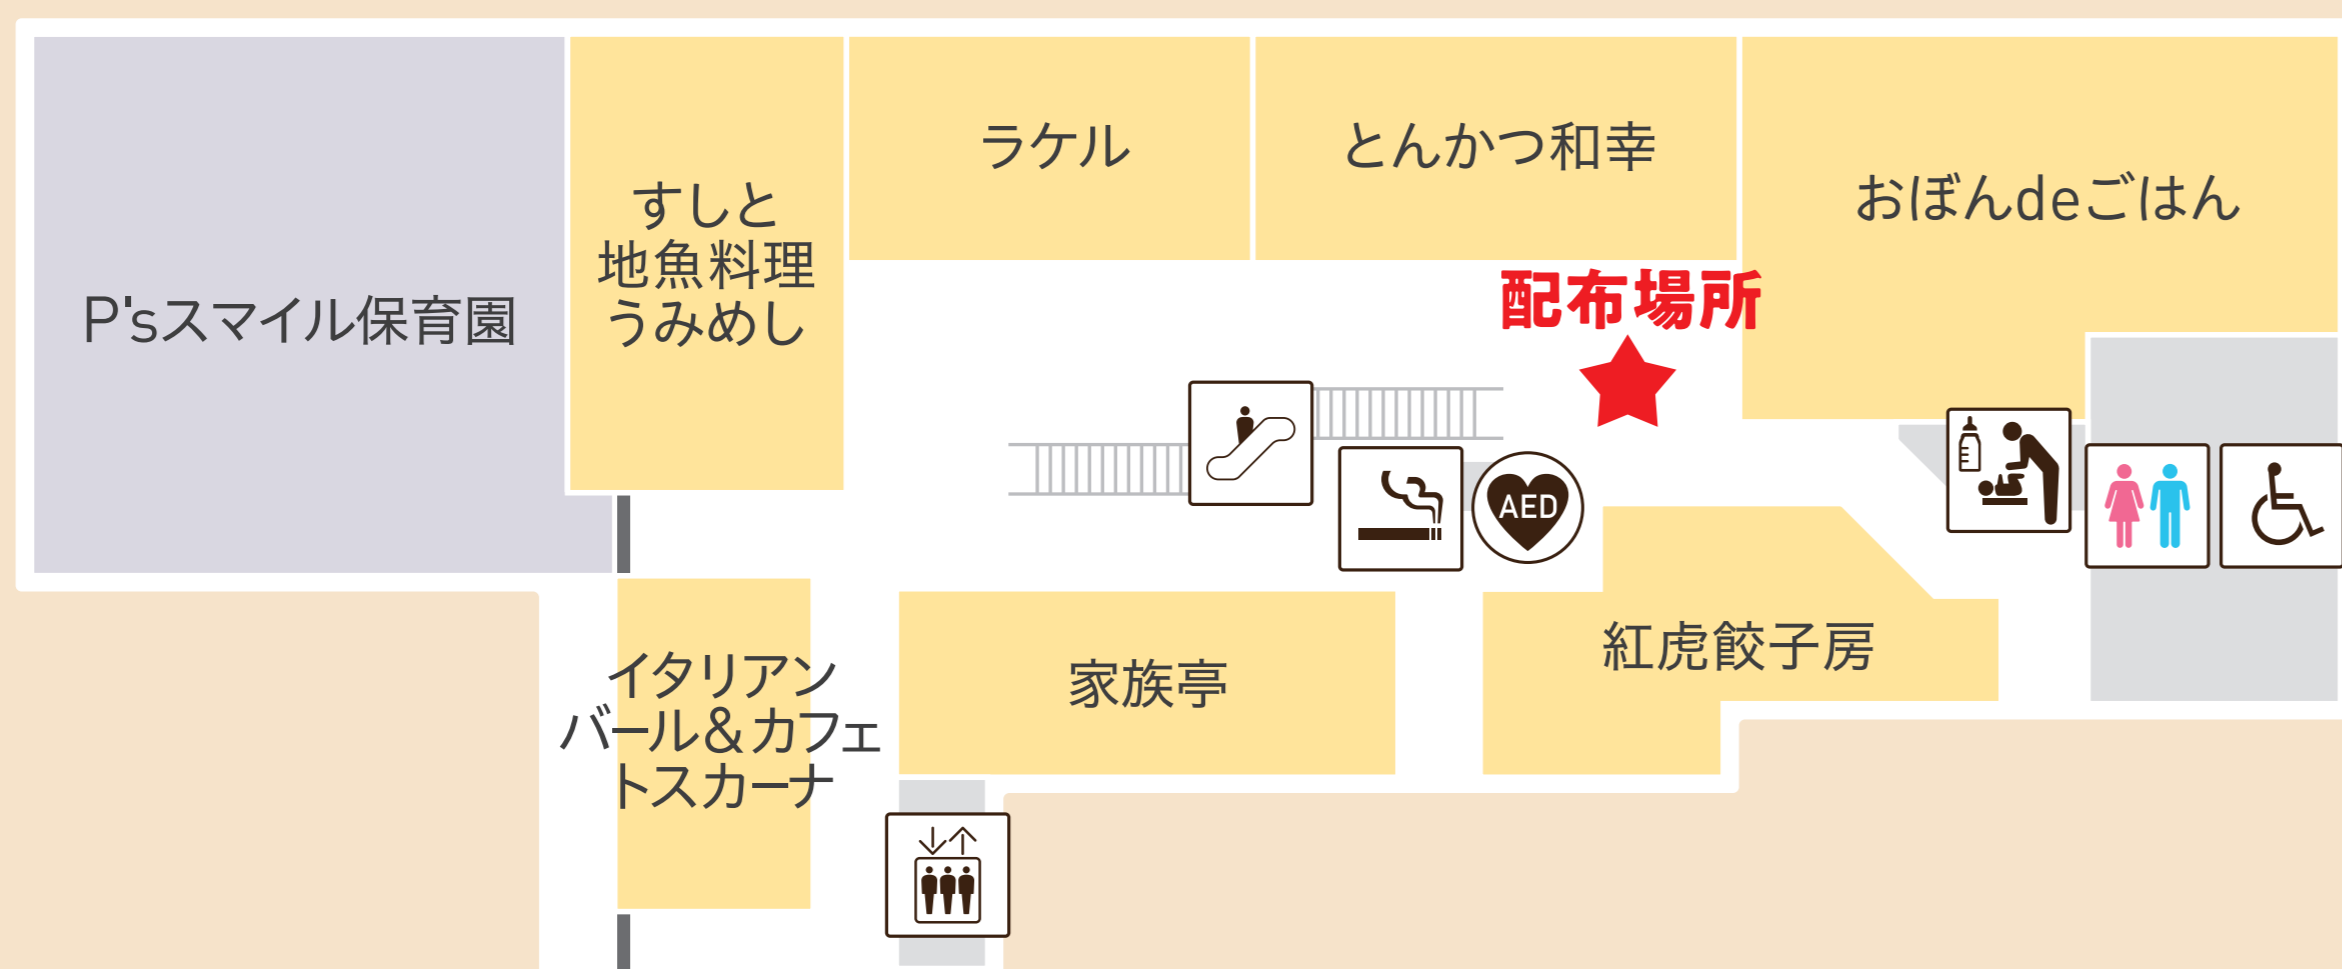 P'sスマイル保育園
すしと
地魚料理
うみめし
ラケル
とんかつ和幸
おぼんdeごはん
配布場所
AED
イタリアン
バール&カフェ
トスカーナ
家族亭
紅虎餃子房